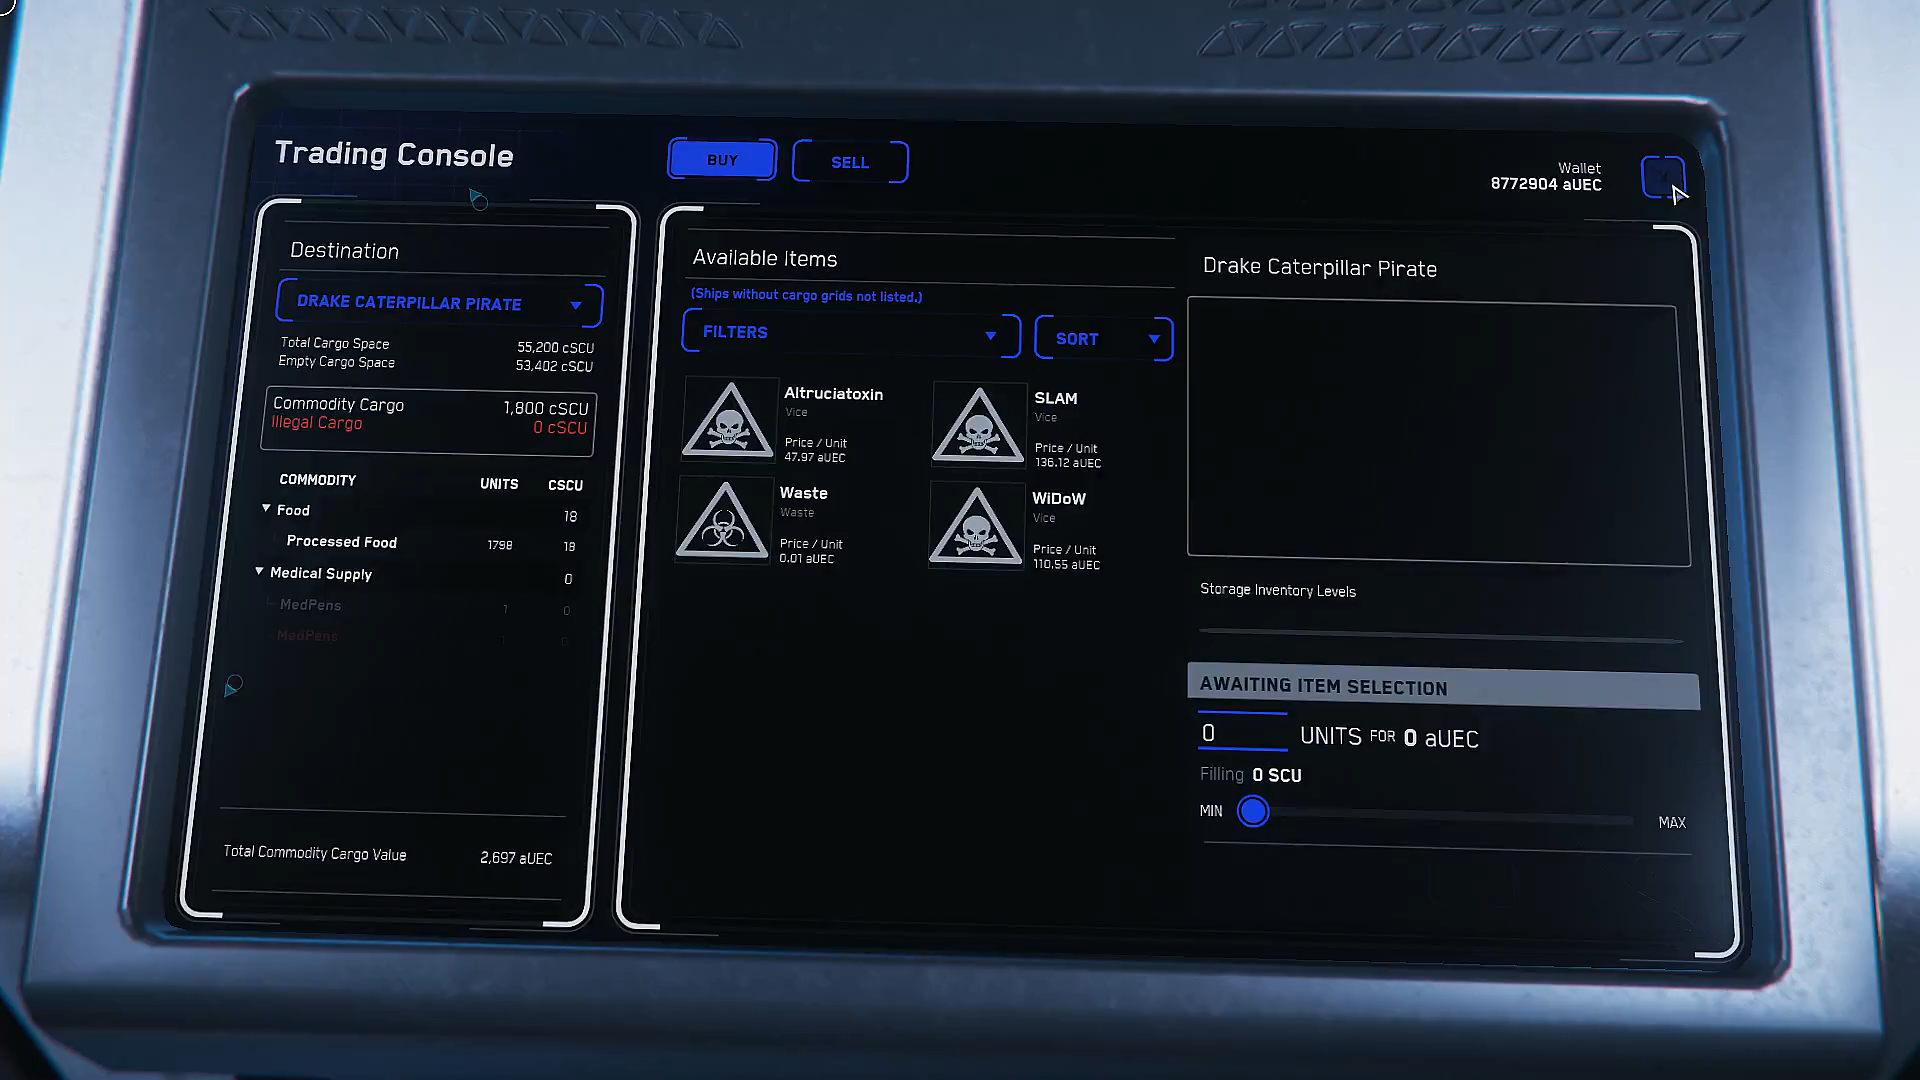 Trading Console
BUY
SELL
Wallet
8772904 aUEC
Destination
DRAKE CATERPILLAR PIRATE
Total Cargo Space 55,200 cSCU
Empty Cargo Space 53,402 cSCU
Commodity Cargo 1,800 cSCU
Illegal Cargo 0 cSCU
COMMODITY UNITS CSCU
Food 18
Processed Food 1798 18
Medical Supply 0
MedPens 1 0
MedPens 1 0
Total Commodity Cargo Value 2,697 aUEC
Available Items
(Ships without cargo grids not listed.)
FILTERS
SORT
Altruciatoxin
Vice
Price / Unit
47.97 aUEC
SLAM
Vice
Price / Unit
136.12 aUEC
Waste
Waste
Price / Unit
0.01 aUEC
WiDoW
Vice
Price / Unit
110.55 aUEC
Drake Caterpillar Pirate
Storage Inventory Levels
AWAITING ITEM SELECTION
0 UNITS FOR 0 aUEC
Filling 0 SCU
MIN
MAX